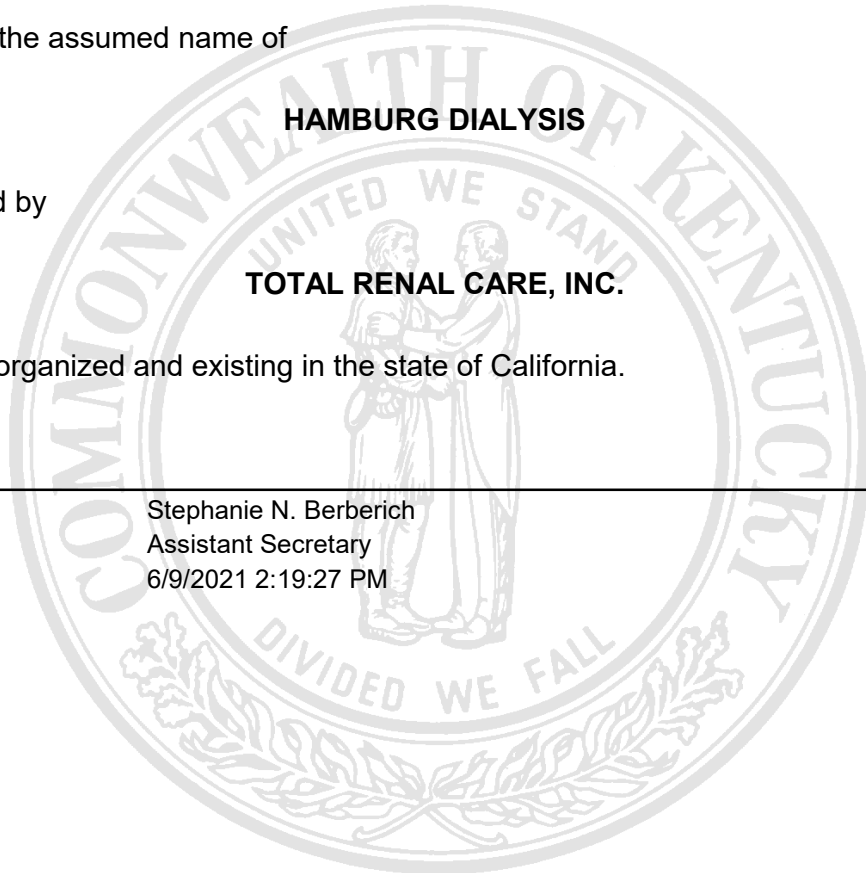 the assumed name of
HAMBURG DIALYSIS
d by
TOTAL RENAL CARE, INC.
organized and existing in the state of California.
Stephanie N. Berberich
Assistant Secretary
6/9/2021 2:19:27 PM
COMMONWEALTH OF KENTUCKY
UNITED WE STAND
DIVIDED WE FALL